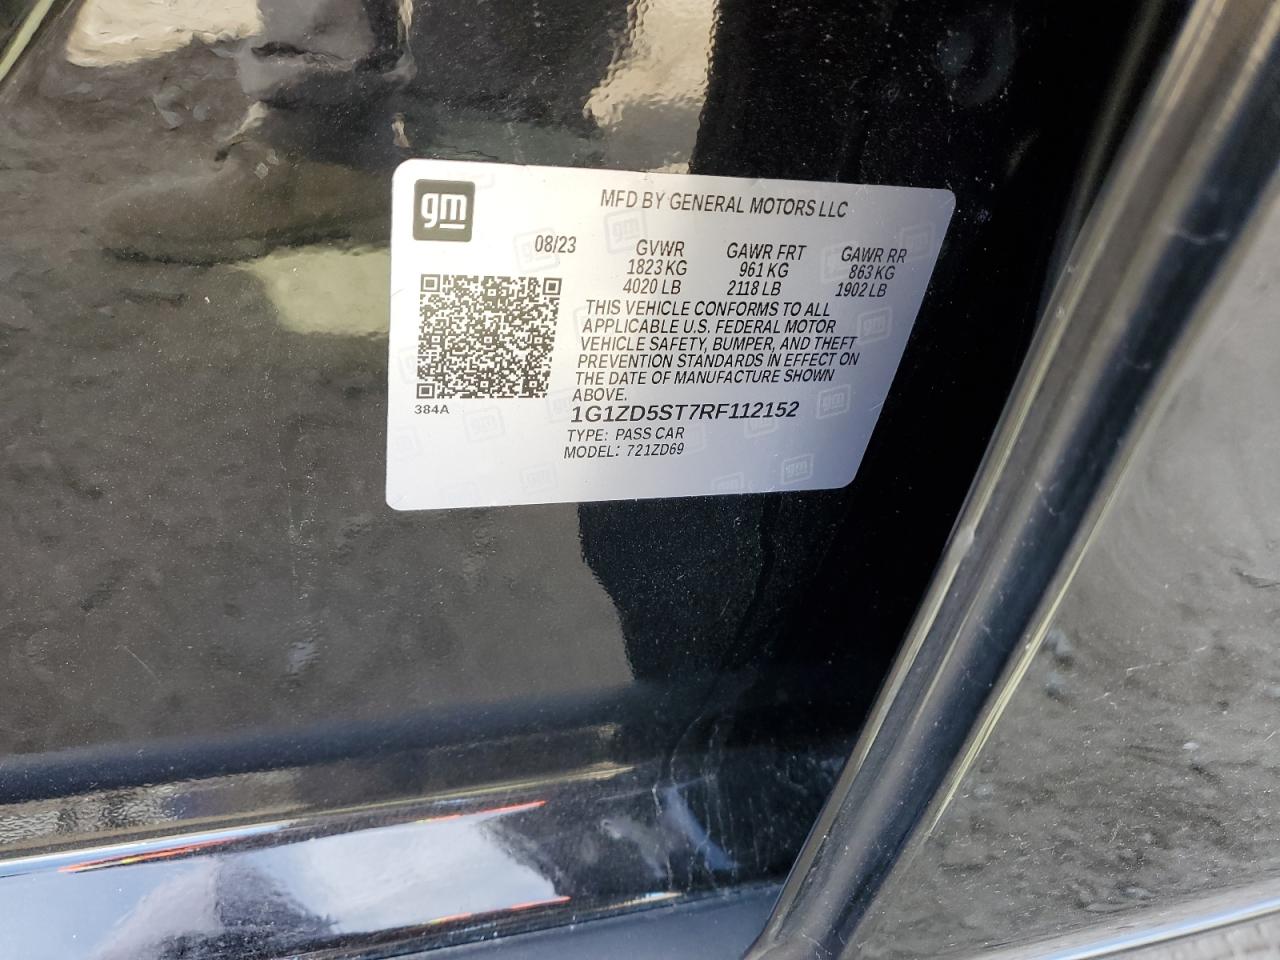 gm
MFD BY GENERAL MOTORS LLC
08/23 GVWR GAWR FRT GAWR RR
1823 KG 961 KG 863 KG
4020 LB 2118 LB 1902 LB
THIS VEHICLE CONFORMS TO ALL
APPLICABLE U.S. FEDERAL MOTOR
VEHICLE SAFETY, BUMPER, AND THEFT
PREVENTION STANDARDS IN EFFECT ON
THE DATE OF MANUFACTURE SHOWN
ABOVE.
384A
1G1ZD5ST7RF112152
TYPE: PASS CAR
MODEL: 721ZD69